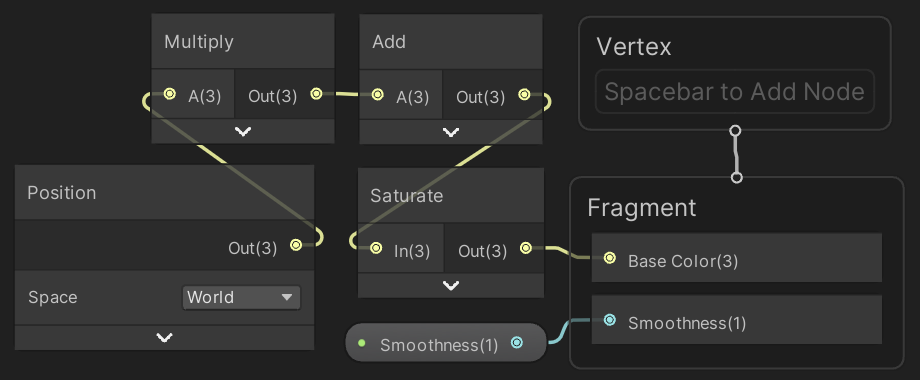 Multiply
A(3)
Out(3)
Add
A(3)
Out(3)
Vertex
Spacebar to Add Node
Position
Out(3)
Space
World
Saturate
In(3)
Out(3)
Smoothness(1)
Fragment
Base Color(3)
Smoothness(1)